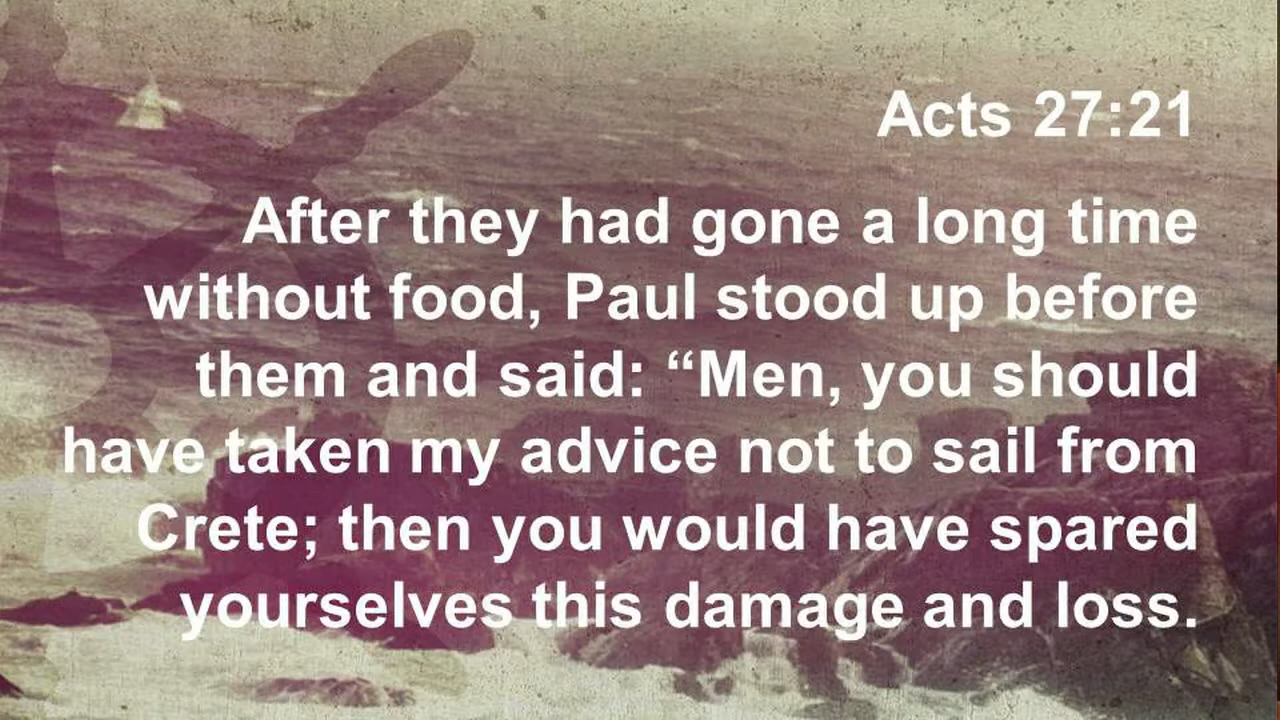 Acts 27:21
After they had gone a long time
without food, Paul stood up before
them and said: “Men, you should
have taken my advice not to sail from
Crete; then you would have spared
yourselves this damage and loss.